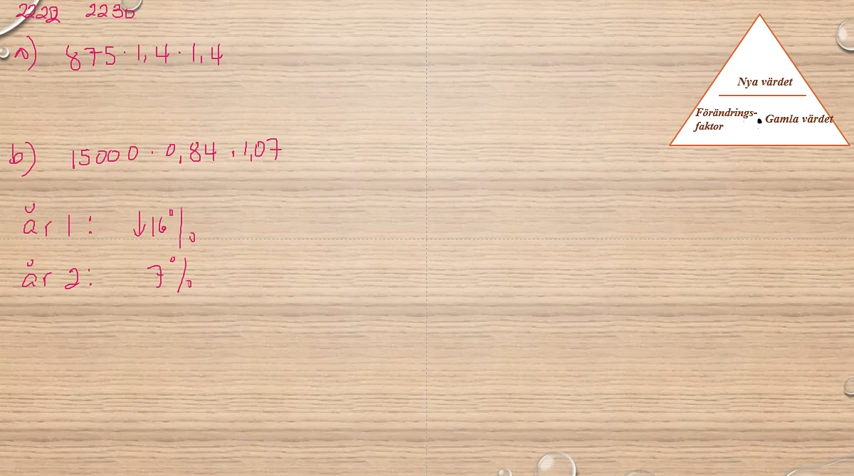 2222 2230
a) 875 · 1,4 · 1,4
b) 15000 · 0,84 · 1,07
år 1: ↓16%
år 2: 7%
Nya värdet
Förändrings-
faktor · Gamla värdet